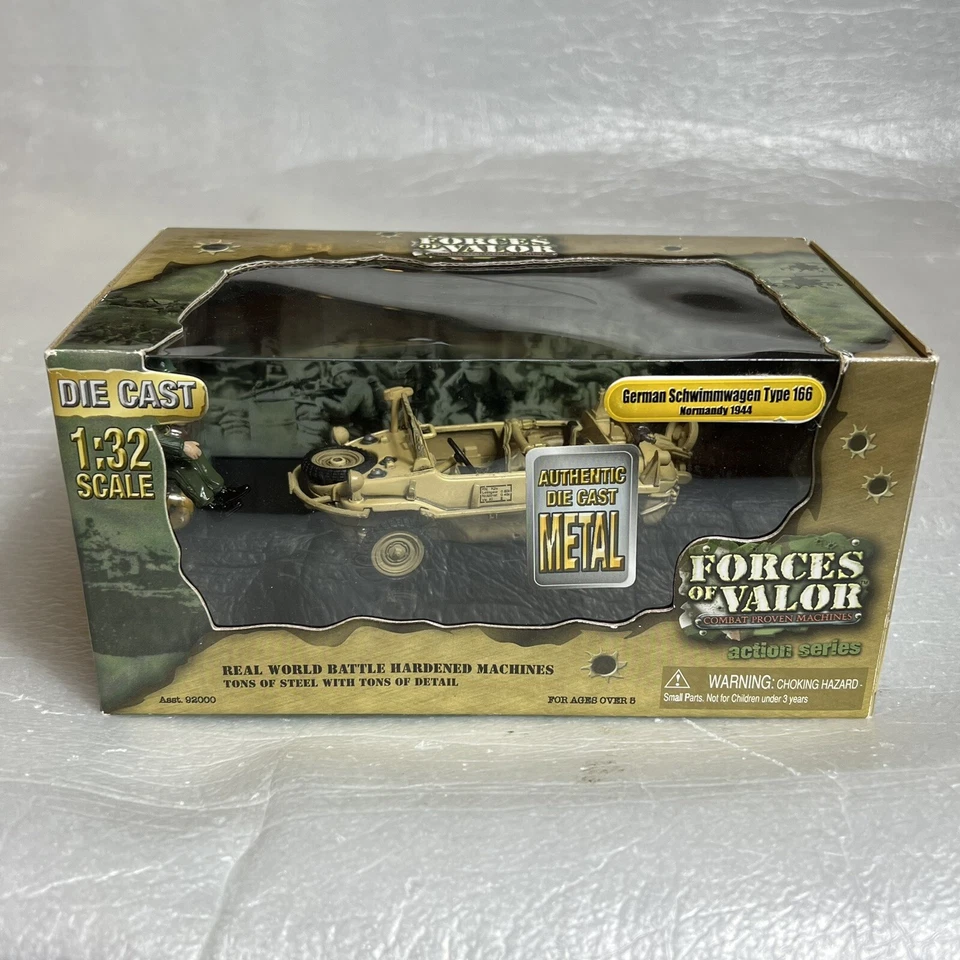 FORCES
OF VALOR
DIE CAST
1:32
SCALE
German Schwimmwagen Type 166
Normandy 1944
AUTHENTIC
DIE CAST
METAL
FORCES
OF VALOR
COMBAT PROVEN MACHINES
action series
REAL WORLD BATTLE HARDENED MACHINES
TONS OF STEEL WITH TONS OF DETAIL
Asst. 92000
FOR AGES OVER 5
WARNING: CHOKING HAZARD -
Small Parts. Not for Children under 3 years